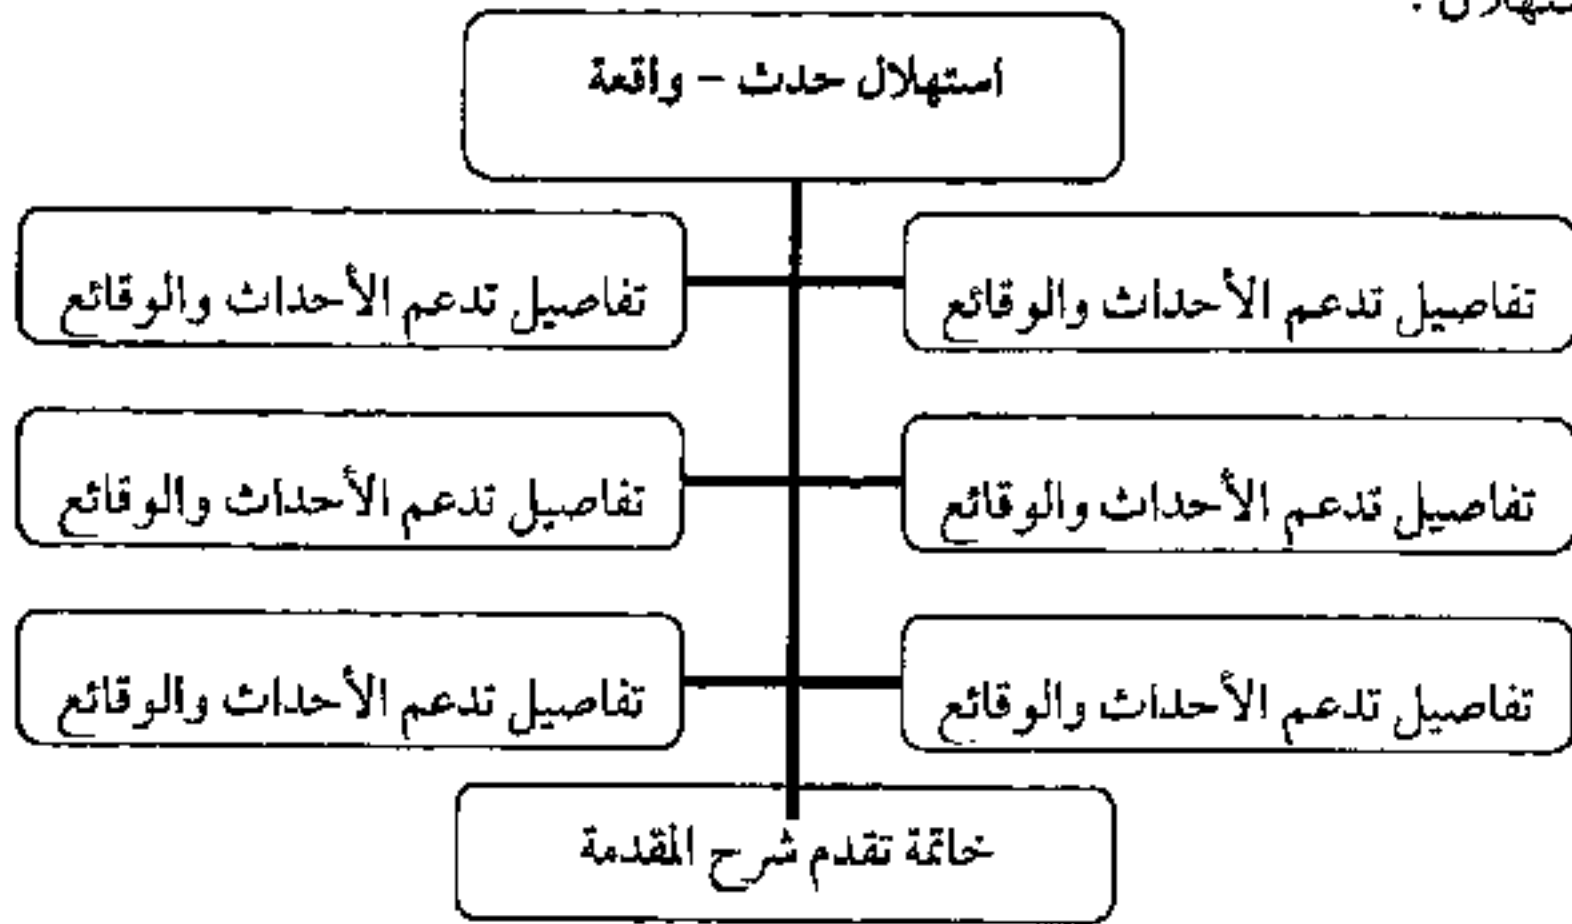 استهلال حدث – واقعة
تفاصيل تدعم الأحداث والوقائع
تفاصيل تدعم الأحداث والوقائع
تفاصيل تدعم الأحداث والوقائع
تفاصيل تدعم الأحداث والوقائع
تفاصيل تدعم الأحداث والوقائع
تفاصيل تدعم الأحداث والوقائع
خاتمة تقدم شرح المقدمة